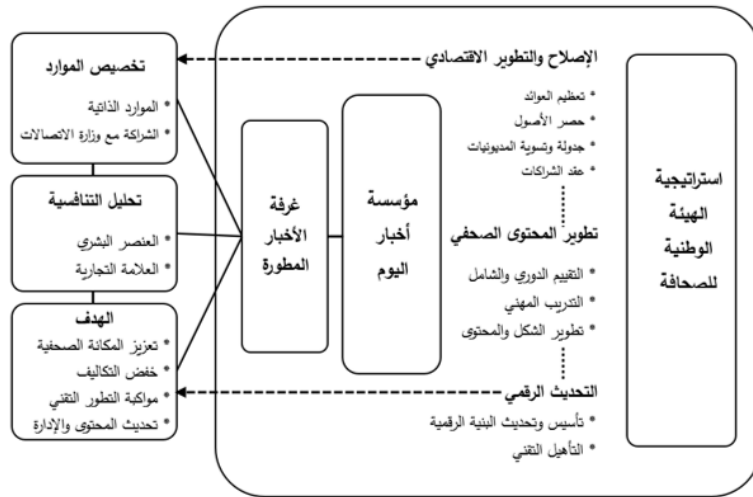 استراتيجية
الهيئة
الوطنية
للصحافة
الإصلاح والتطوير الاقتصادي
* تعظيم العوائد
* حصر الأصول
* جدولة وتسوية المديونيات
* عقد الشراكات
تطوير المحتوى الصحفي
* التقييم الدوري والشامل
* التدريب المهني
* تطوير الشكل والمحتوى
التحديث الرقمي
* تأسيس وتحديث البنية الرقمية
* التأهيل التقني
مؤسسة
أخبار
اليوم
غرفة
الأخبار
المطورة
تخصيص الموارد
* الموارد الذاتية
* الشراكة مع وزارة الاتصالات
تحليل التنافسية
* العنصر البشري
* العلامة التجارية
الهدف
* تعزيز المكانة الصحفية
* خفض التكاليف
* مواكبة التطور التقني
* تحديث المحتوى والإدارة